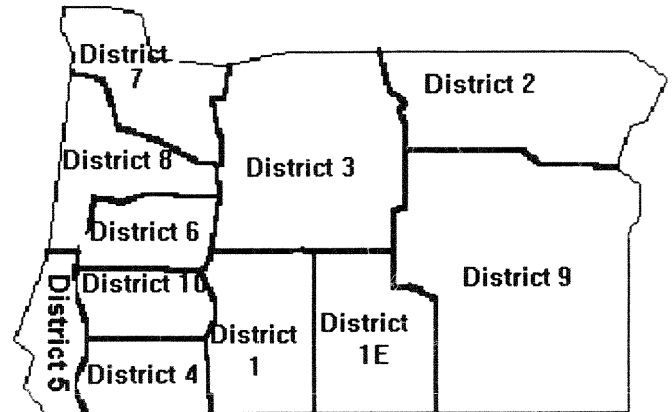 District
7
District 2
District 8
District 3
District 6
District 9
District 10
District 5
District
1
District
1E
District 4